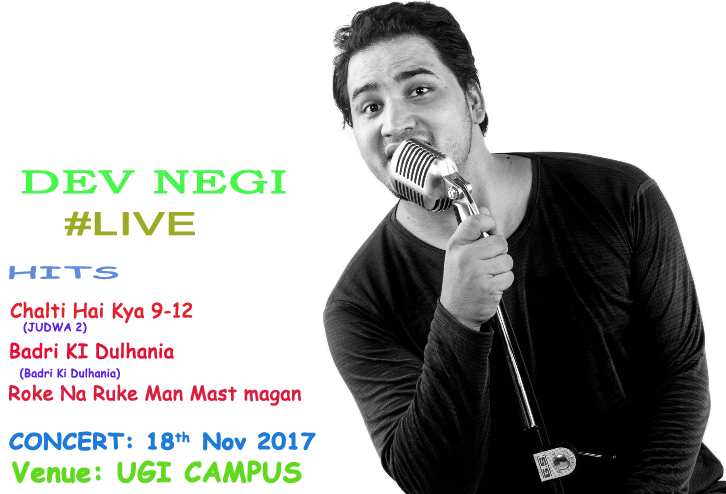 DEV NEGI
#LIVE
HITS
Chalti Hai Kya 9-12
(JUDWA 2)
Badri KI Dulhania
(Badri Ki Dulhania)
Roke Na Ruke Man Mast magan
CONCERT: 18th Nov 2017
Venue: UGI CAMPUS